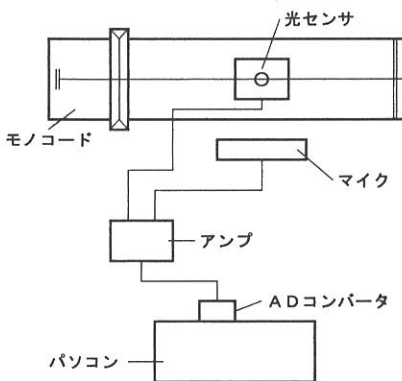 光センサ
モノコード
マイク
アンプ
ADコンバータ
パソコン